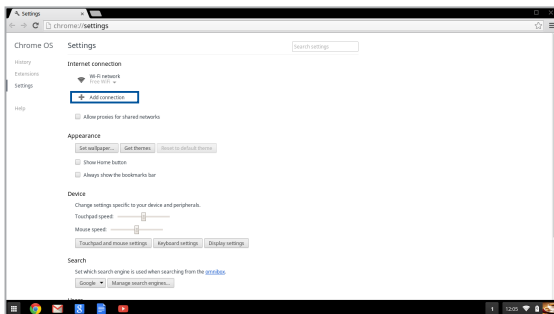 Settings
chrome://settings
Chrome OS
Settings
Search settings
History
Extensions
Settings
Help
Internet connection
Wi-Fi network
Free WiFi
Add connection
Allow proxies for shared networks
Appearance
Set wallpaper... Get themes Reset to default theme
Show Home button
Always show the bookmarks bar
Device
Change settings specific to your device and peripherals.
Touchpad speed:
Mouse speed:
Touchpad and mouse settings Keyboard settings Display settings
Search
Set which search engine is used when searching from the omnibox.
Google Manage search engines...
1 12:05